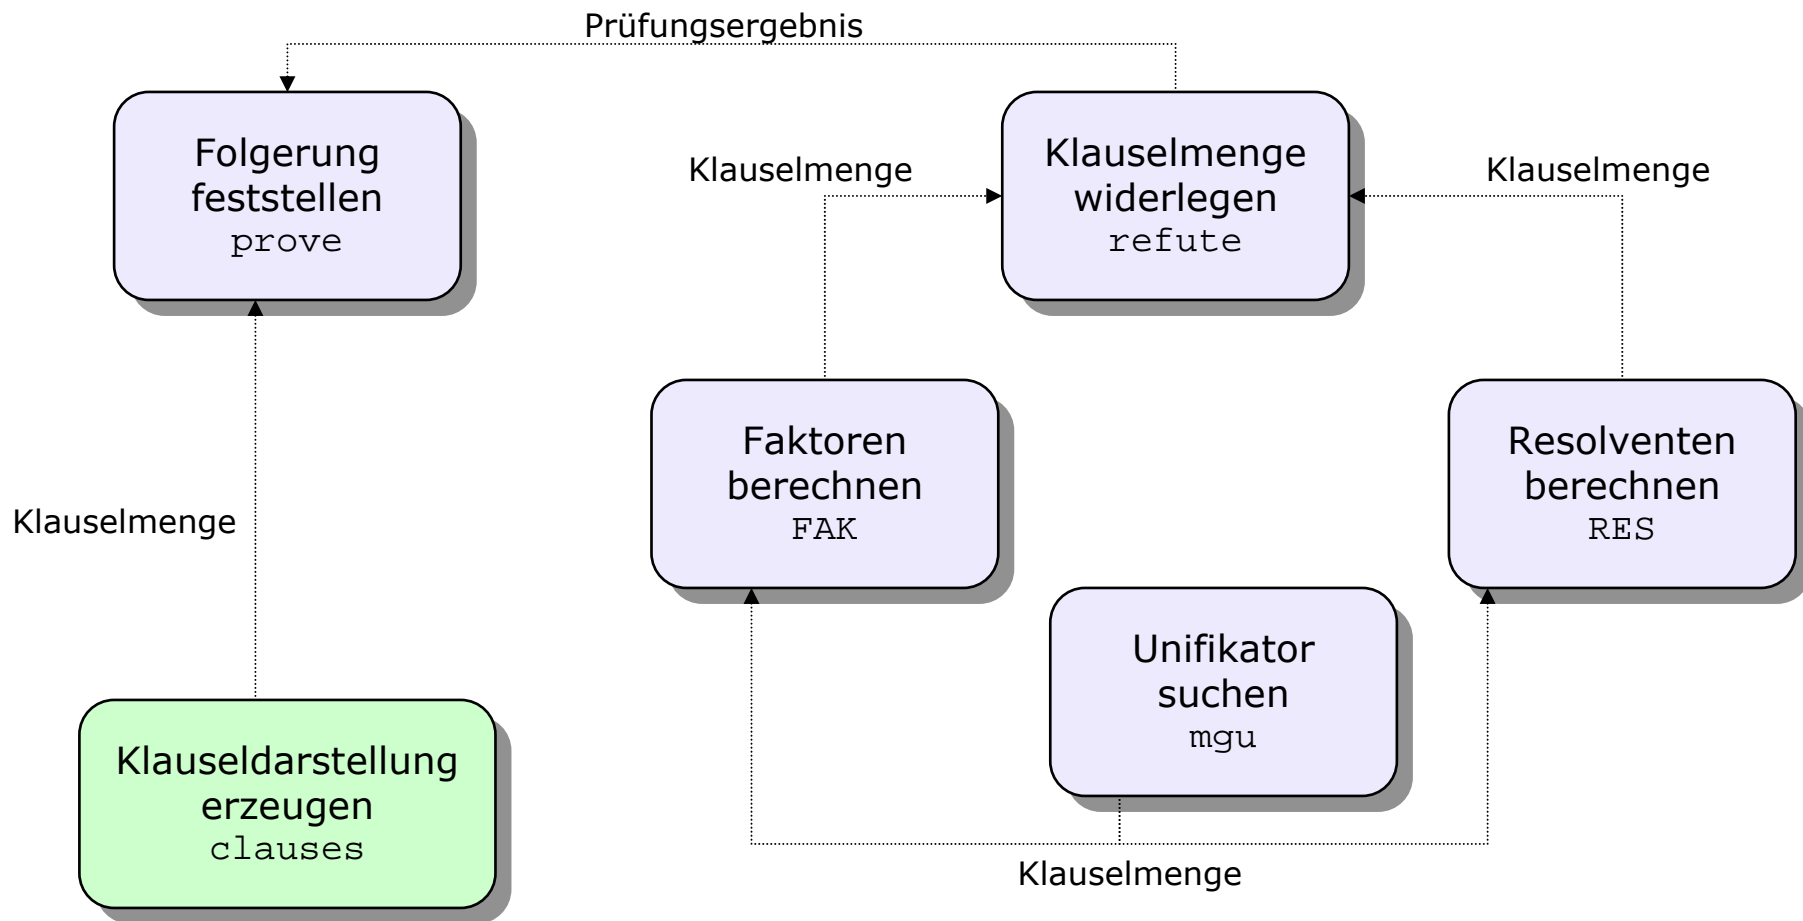 Prüfungsergebnis
Folgerung
feststellen
prove
Klauselmenge
Klauselmenge
widerlegen
refute
Klauselmenge
Faktoren
berechnen
FAK
Resolventen
berechnen
RES
Klauselmenge
Unifikator
suchen
mgu
Klauseldarstellung
erzeugen
clauses
Klauselmenge